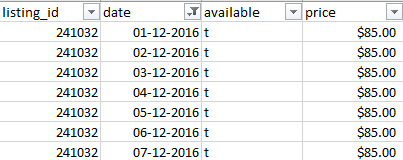 listing_id date available price
241032 01-12-2016 t $85.00
241032 02-12-2016 t $85.00
241032 03-12-2016 t $85.00
241032 04-12-2016 t $85.00
241032 05-12-2016 t $85.00
241032 06-12-2016 t $85.00
241032 07-12-2016 t $85.00